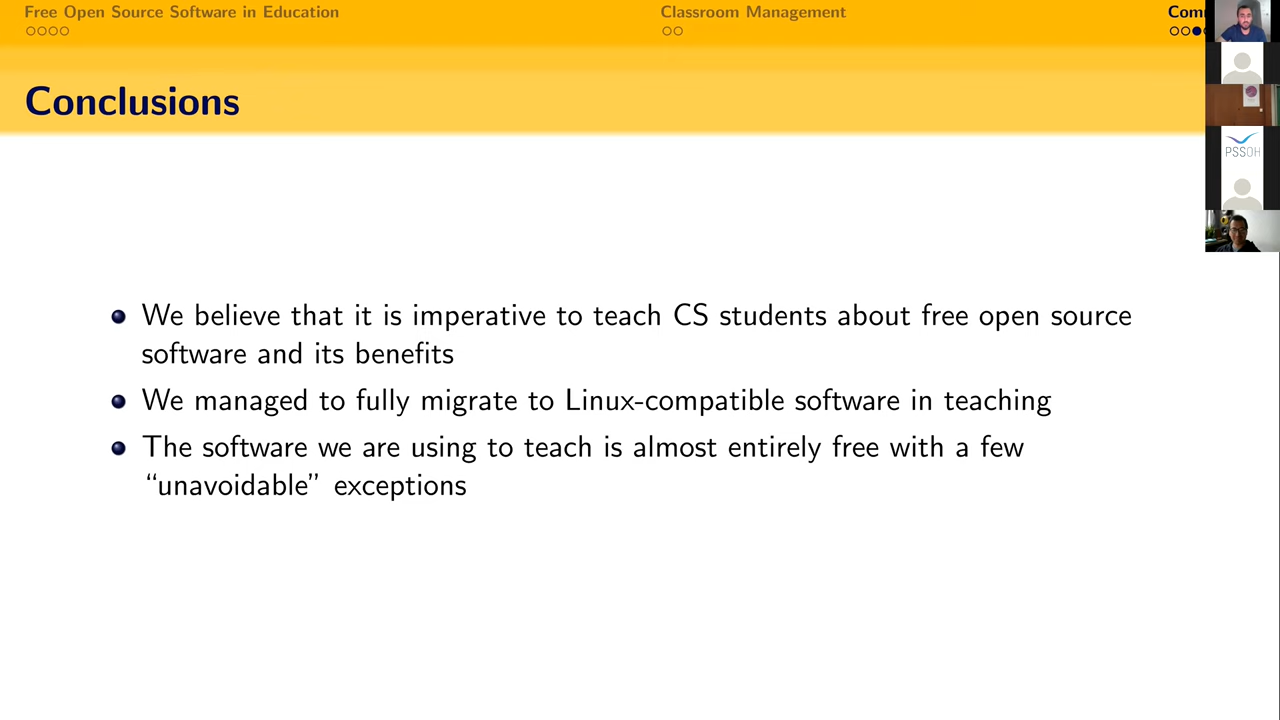 Free Open Source Software in Education
Classroom Management
Conclusions
PSSOH
We believe that it is imperative to teach CS students about free open source
software and its benefits
We managed to fully migrate to Linux-compatible software in teaching
The software we are using to teach is almost entirely free with a few
“unavoidable” exceptions